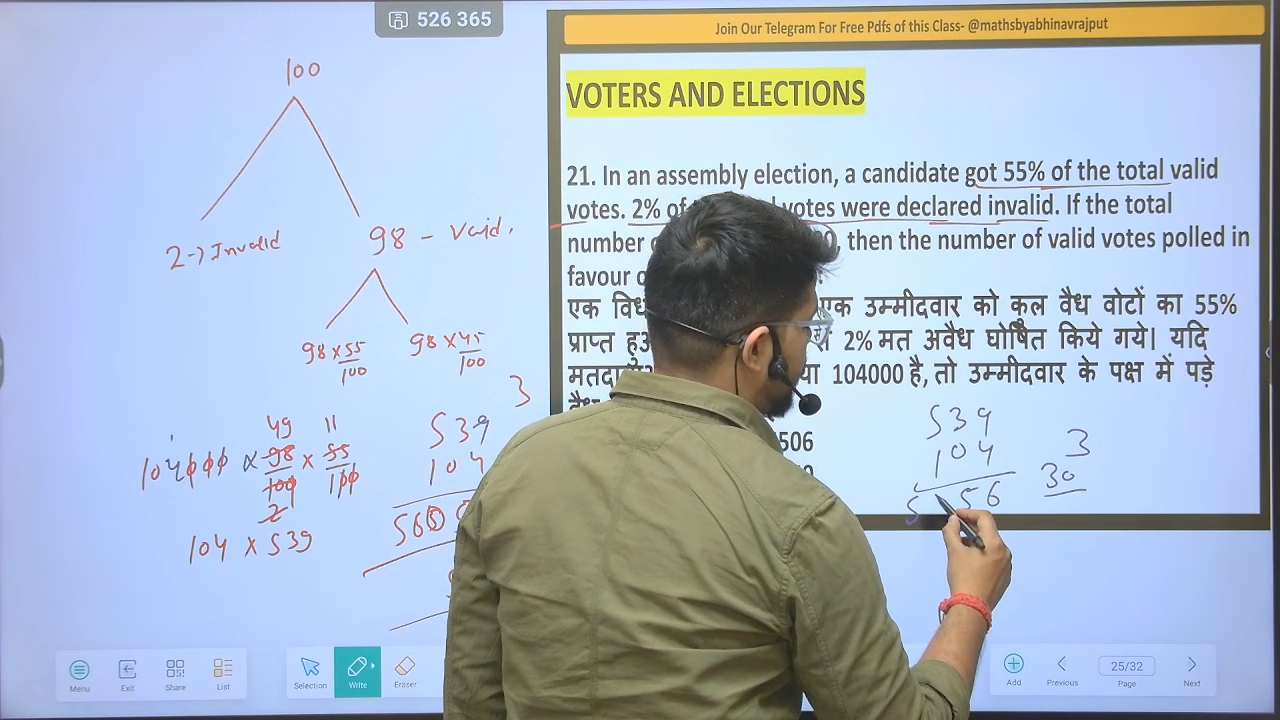 526 365
Join Our Telegram For Free Pdfs of this Class- @mathsbyabhinavrajput
VOTERS AND ELECTIONS
21. In an assembly election, a candidate got 55% of the total valid
votes. 2% of votes were declared invalid. If the total
number , then the number of valid votes polled in
favour
एक एक उम्मीदवार को कुल वैध वोटों का 55%
प्राप्त 2% मत अवैध घोषित किये गये। यदि
104000 है, तो उम्मीदवार के पक्ष में पड़े
506
100
2 → Invalid
98 - Valid.
98 × 55/100
98 × 45/100
49 11
104000 × 98/100 × 55/100
2
104 × 539
3
539
104
539
104
5 56
3
30
Menu
Exit
Share
List
Selection
Write
Eraser
Add
Previous
25/32
Page
Next